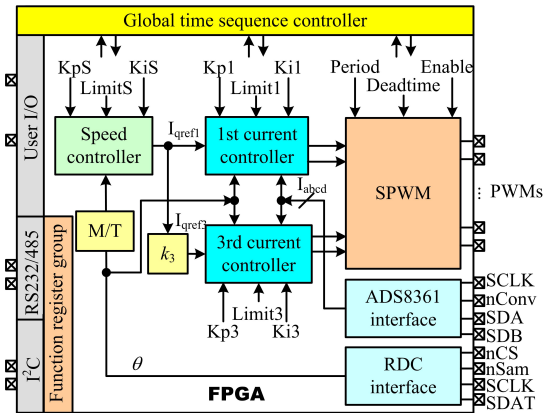 Global time sequence controller
User I/O
RS232/485
I²C
Function register group
KpS
LimitS
KiS
Kp1
Limit1
Ki1
Period
Deadtime
Enable
Speed
controller
Iqref1
1st current
controller
SPWM
PWMs
Iabcd
M/T
Iqref3
k₃
3rd current
controller
Kp3
Limit3
Ki3
ADS8361
interface
SCLK
nConv
SDA
SDB
RDC
interface
nCS
nSam
SCLK
SDAT
θ
FPGA